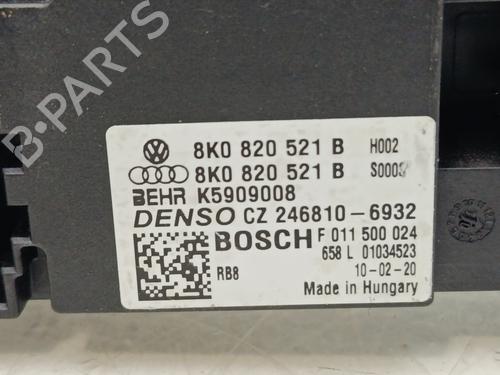 8K0 820 521 B H002
8K0 820 521 B S0003
BEHR K5909008
DENSO CZ 246810-6932
BOSCH F 011 500 024
658 L 01034523
RB8 10-02-20
Made in Hungary